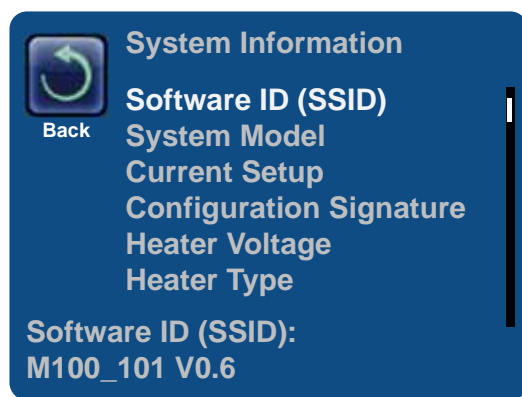 System Information
Back
Software ID (SSID)
System Model
Current Setup
Configuration Signature
Heater Voltage
Heater Type
Software ID (SSID):
M100_101 V0.6